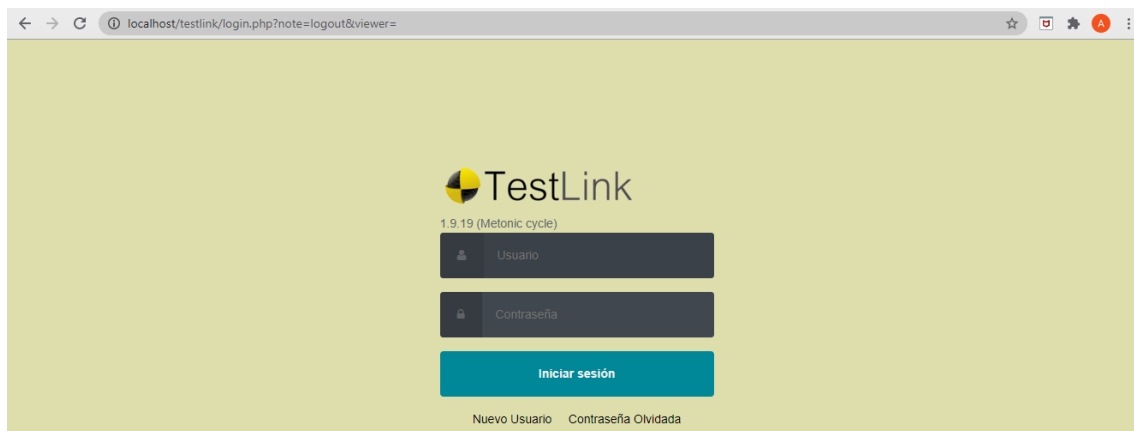 localhost/testlink/login.php?note=logout&viewer=
A
TestLink
1.9.19 (Metonic cycle)
Usuario
Contraseña
Iniciar sesión
Nuevo Usuario Contraseña Olvidada